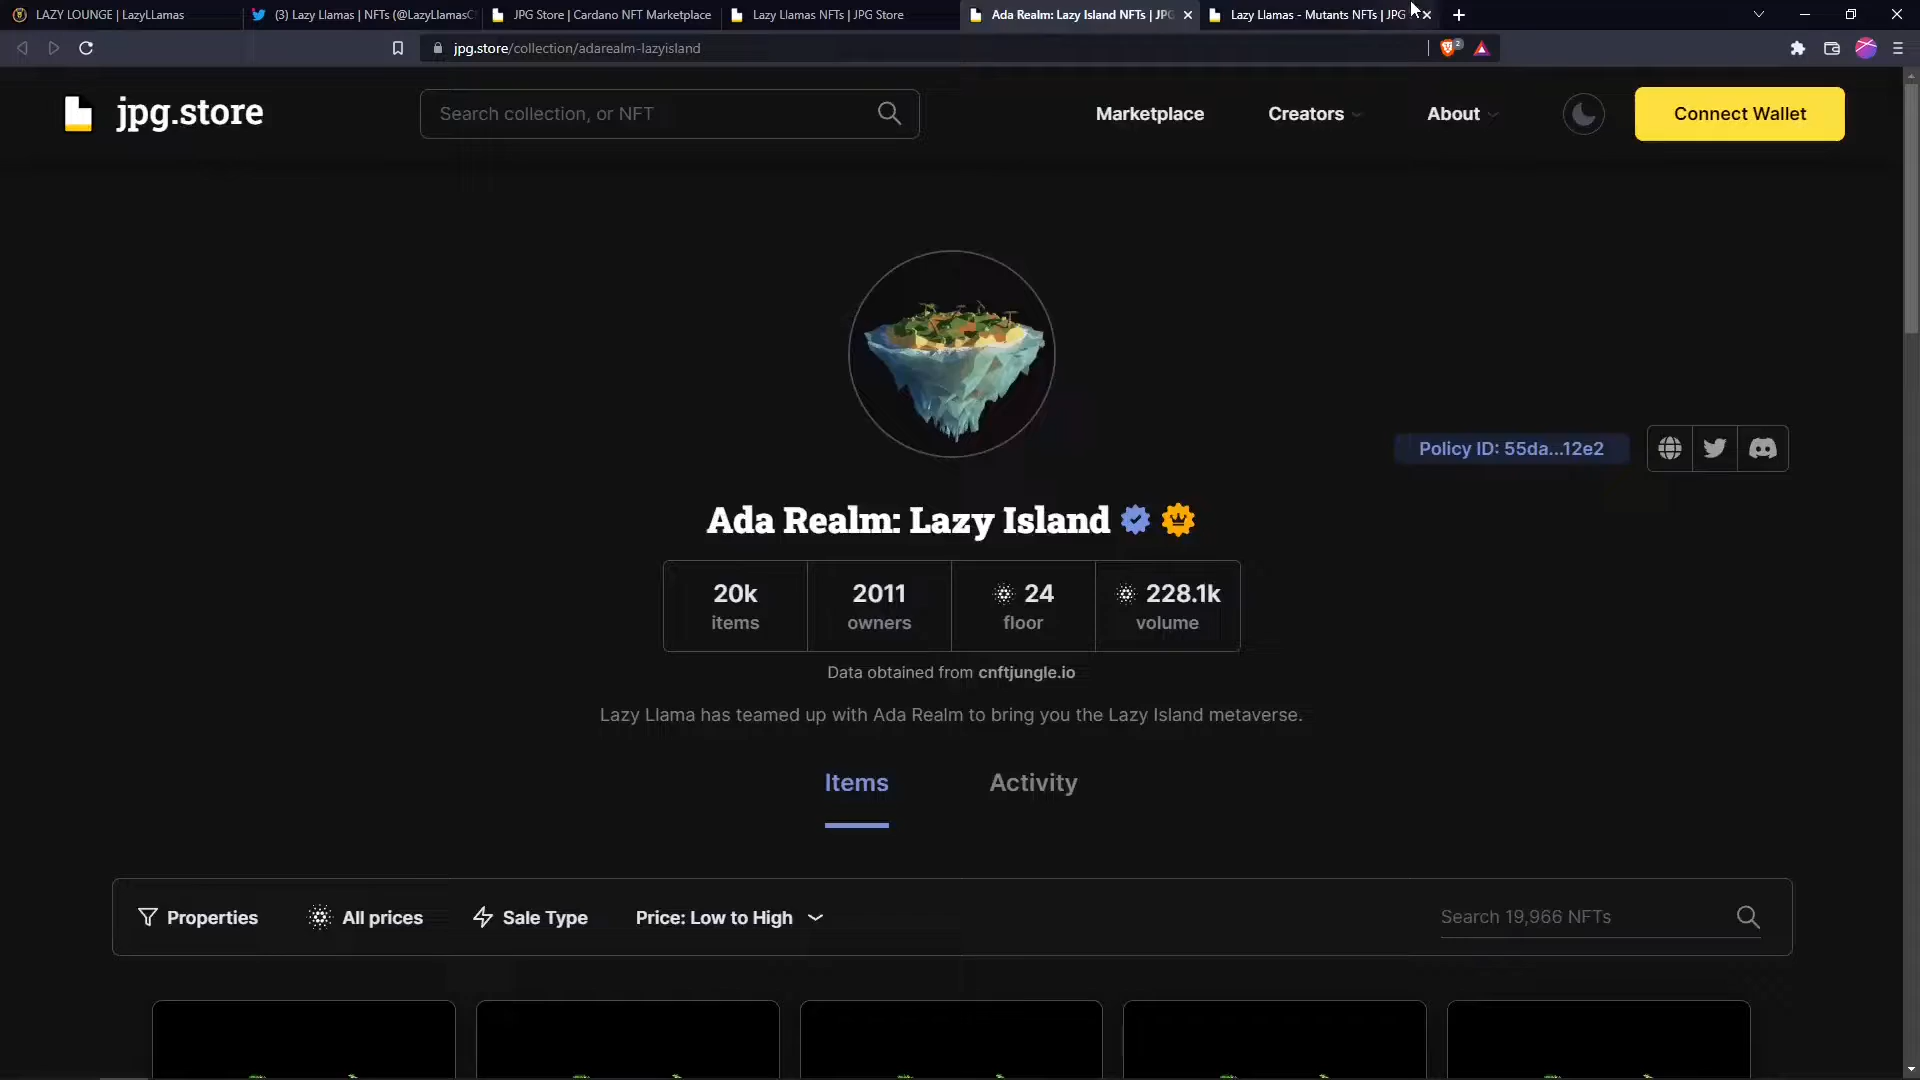 LAZY LOUNGE | LazyLLamas
(3) Lazy Llamas | NFTs (@LazyLlamasC
JPG Store | Cardano NFT Marketplace
Lazy Llamas NFTs | JPG Store
Ada Realm: Lazy Island NFTs | JPG
Lazy Llamas - Mutants NFTs | JPG
jpg.store/collection/adarealm-lazyisland
2
jpg.store
Search collection, or NFT
Marketplace
Creators
About
Connect Wallet
Policy ID: 55da...12e2
Ada Realm: Lazy Island
20k
2011
24
228.1k
items
owners
floor
volume
Data obtained from cnftjungle.io
Lazy Llama has teamed up with Ada Realm to bring you the Lazy Island metaverse.
Items
Activity
Properties
All prices
Sale Type
Price: Low to High
Search 19,966 NFTs